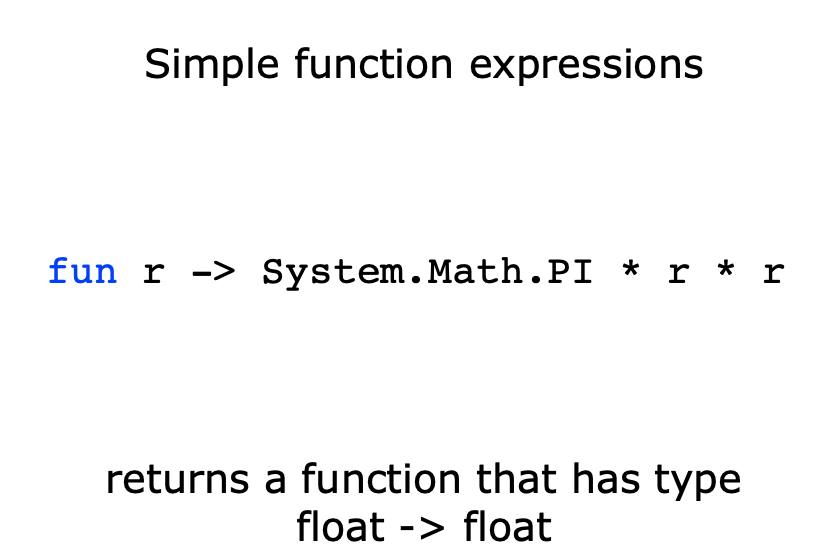 Simple function expressions
fun r -> System.Math.PI * r * r
returns a function that has type
float -> float